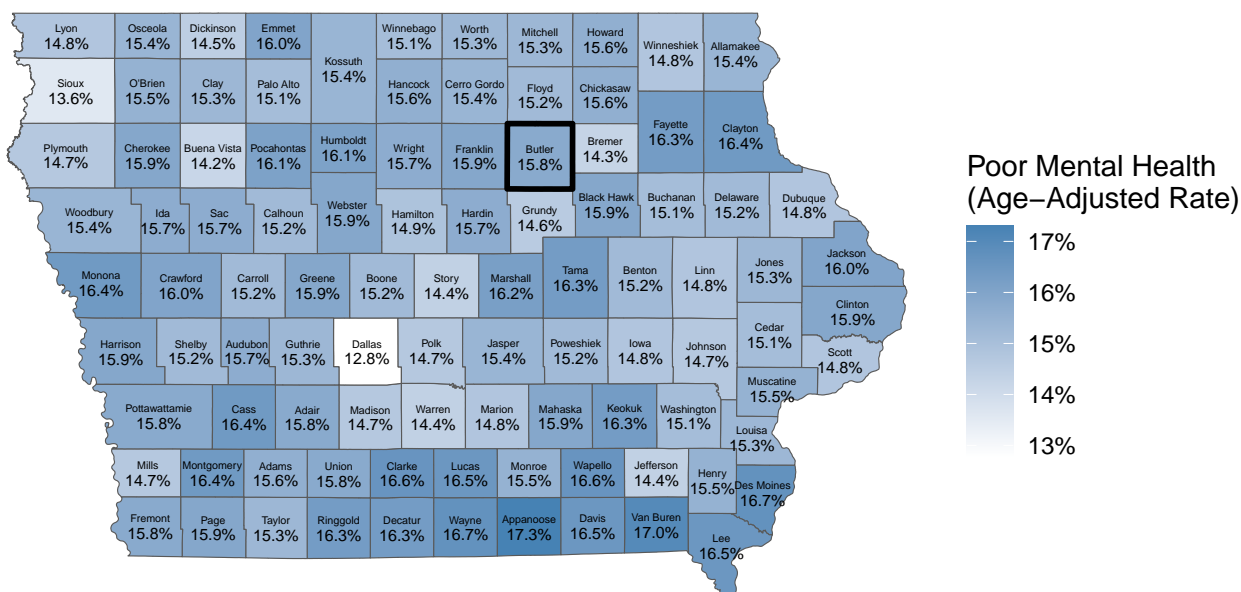 Lyon
14.8%
Osceola
15.4%
Dickinson
14.5%
Emmet
16.0%
Kossuth
15.4%
Winnebago
15.1%
Worth
15.3%
Mitchell
15.3%
Howard
15.6%
Winneshiek
14.8%
Allamakee
15.4%
Sioux
13.6%
O'Brien
15.5%
Clay
15.3%
Palo Alto
15.1%
Hancock
15.6%
Cerro Gordo
15.4%
Floyd
15.2%
Chickasaw
15.6%
Fayette
16.3%
Clayton
16.4%
Plymouth
14.7%
Cherokee
15.9%
Buena Vista
14.2%
Pocahontas
16.1%
Humboldt
16.1%
Wright
15.7%
Franklin
15.9%
Butler
15.8%
Bremer
14.3%
Woodbury
15.4%
Ida
15.7%
Sac
15.7%
Calhoun
15.2%
Webster
15.9%
Hamilton
14.9%
Hardin
15.7%
Grundy
14.6%
Black Hawk
15.9%
Buchanan
15.1%
Delaware
15.2%
Dubuque
14.8%
Monona
16.4%
Crawford
16.0%
Carroll
15.2%
Greene
15.9%
Boone
15.2%
Story
14.4%
Marshall
16.2%
Tama
16.3%
Benton
15.2%
Linn
14.8%
Jones
15.3%
Jackson
16.0%
Clinton
15.9%
Harrison
15.9%
Shelby
15.2%
Audubon
15.7%
Guthrie
15.3%
Dallas
12.8%
Polk
14.7%
Jasper
15.4%
Poweshiek
15.2%
Iowa
14.8%
Johnson
14.7%
Cedar
15.1%
Scott
14.8%
Muscatine
15.5%
Pottawattamie
15.8%
Cass
16.4%
Adair
15.8%
Madison
14.7%
Warren
14.4%
Marion
14.8%
Mahaska
15.9%
Keokuk
16.3%
Washington
15.1%
Louisa
15.3%
Mills
14.7%
Montgomery
16.4%
Adams
15.6%
Union
15.8%
Clarke
16.6%
Lucas
16.5%
Monroe
15.5%
Wapello
16.6%
Jefferson
14.4%
Henry
15.5%
Des Moines
16.7%
Fremont
15.8%
Page
15.9%
Taylor
15.3%
Ringgold
16.3%
Decatur
16.3%
Wayne
16.7%
Appanoose
17.3%
Davis
16.5%
Van Buren
17.0%
Lee
16.5%
Poor Mental Health
(Age−Adjusted Rate)
17%
16%
15%
14%
13%